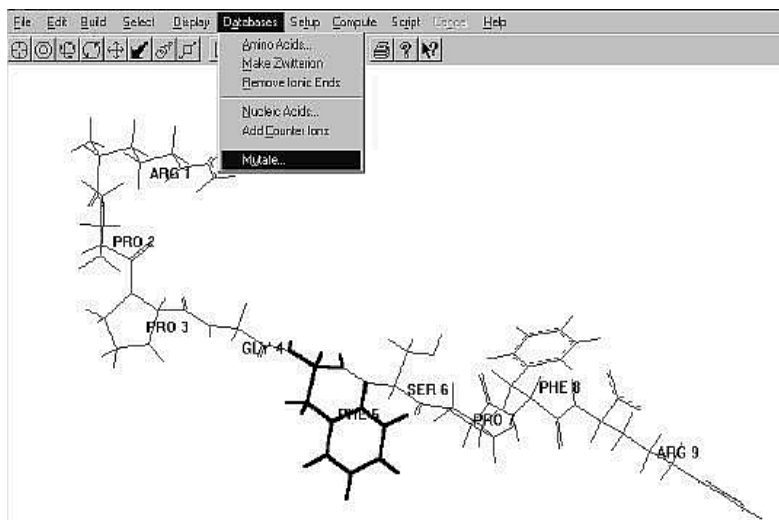 File Edit Build Select Display Databases Setup Compute Script Cancel Help
Amino Acids...
Make Zwitterion
Remove Ionic Ends
Nucleic Acids...
Add Counter Ions
Mutate...
ARG 1
PRO 2
PRO 3
GLY 4
PHE 5
SER 6
PRO 7
PHE 8
ARG 9